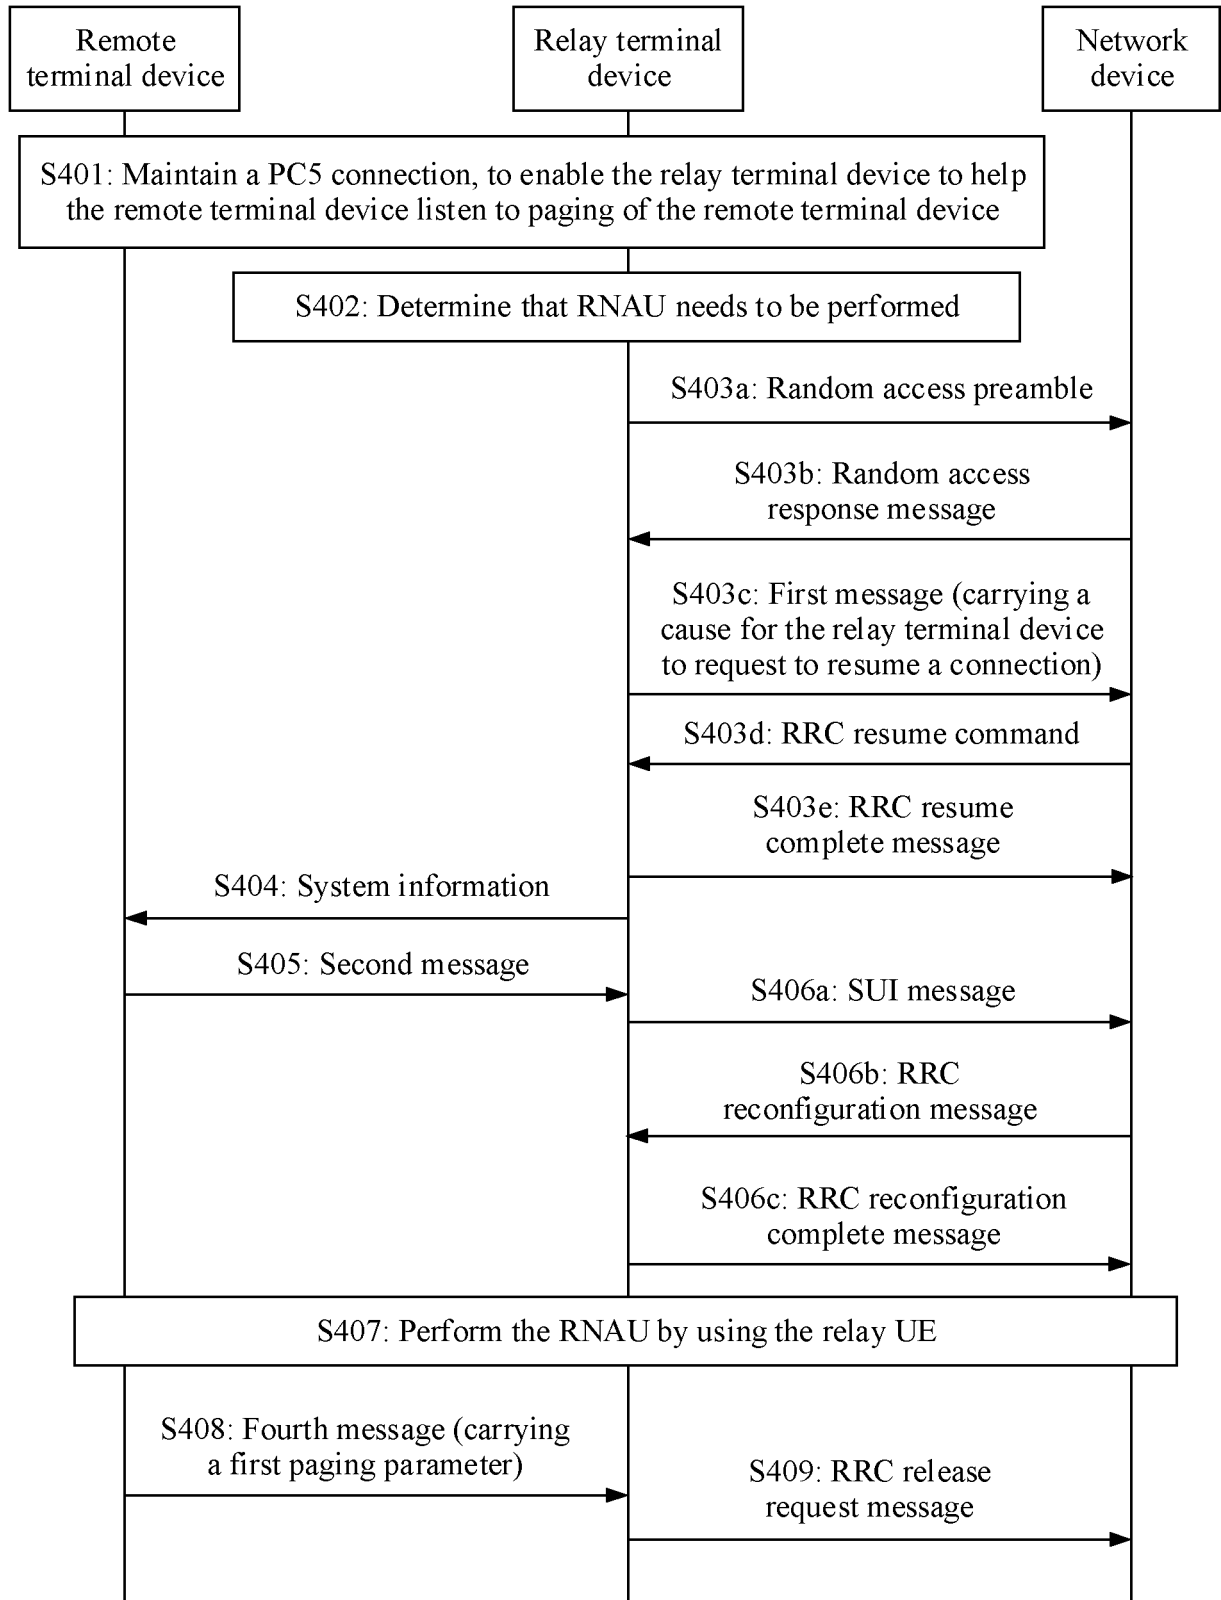 Remote
terminal device
Relay terminal
device
Network
device
S401: Maintain a PC5 connection, to enable the relay terminal device to help
the remote terminal device listen to paging of the remote terminal device
S402: Determine that RNAU needs to be performed
S403a: Random access preamble
S403b: Random access
response message
S403c: First message (carrying a
cause for the relay terminal device
to request to resume a connection)
S403d: RRC resume command
S403e: RRC resume
complete message
S404: System information
S405: Second message
S406a: SUI message
S406b: RRC
reconfiguration message
S406c: RRC reconfiguration
complete message
S407: Perform the RNAU by using the relay UE
S408: Fourth message (carrying
a first paging parameter)
S409: RRC release
request message